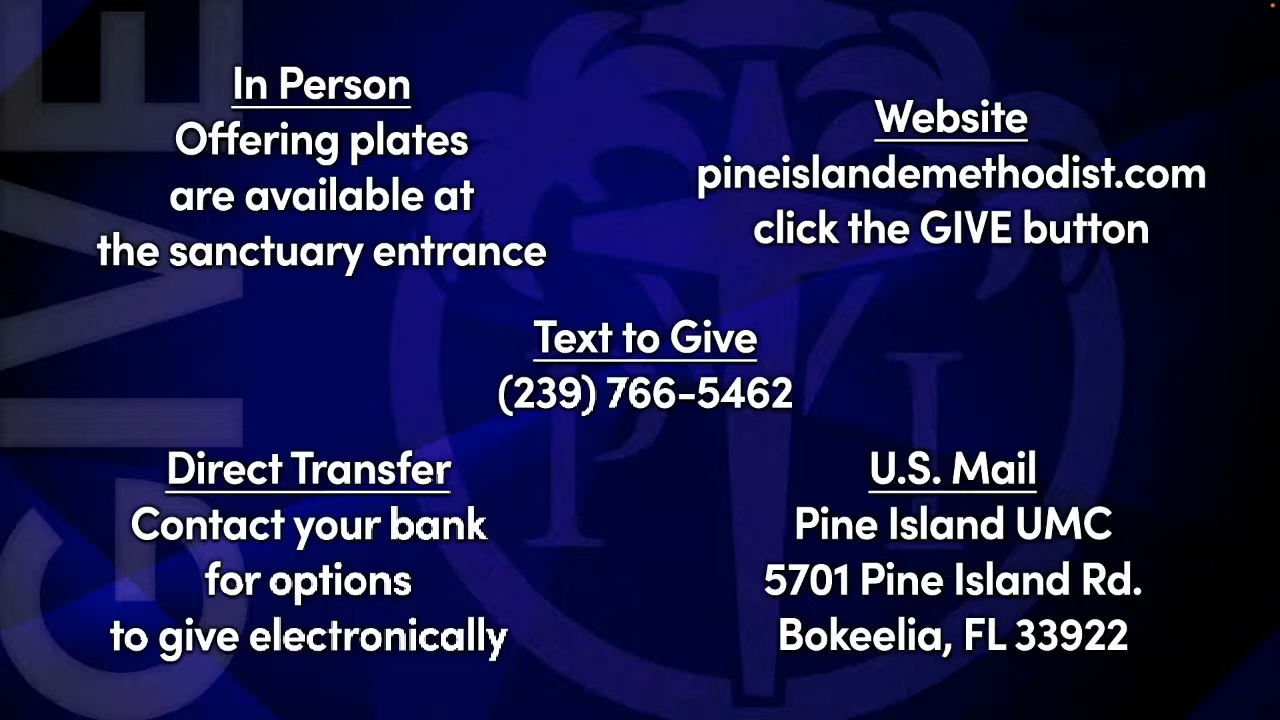 In Person
Offering plates
are available at
the sanctuary entrance
Website
pineislandemethodist.com
click the GIVE button
Text to Give
(239) 766-5462
Direct Transfer
Contact your bank
for options
to give electronically
U.S. Mail
Pine Island UMC
5701 Pine Island Rd.
Bokeelia, FL 33922
GIVE
P I